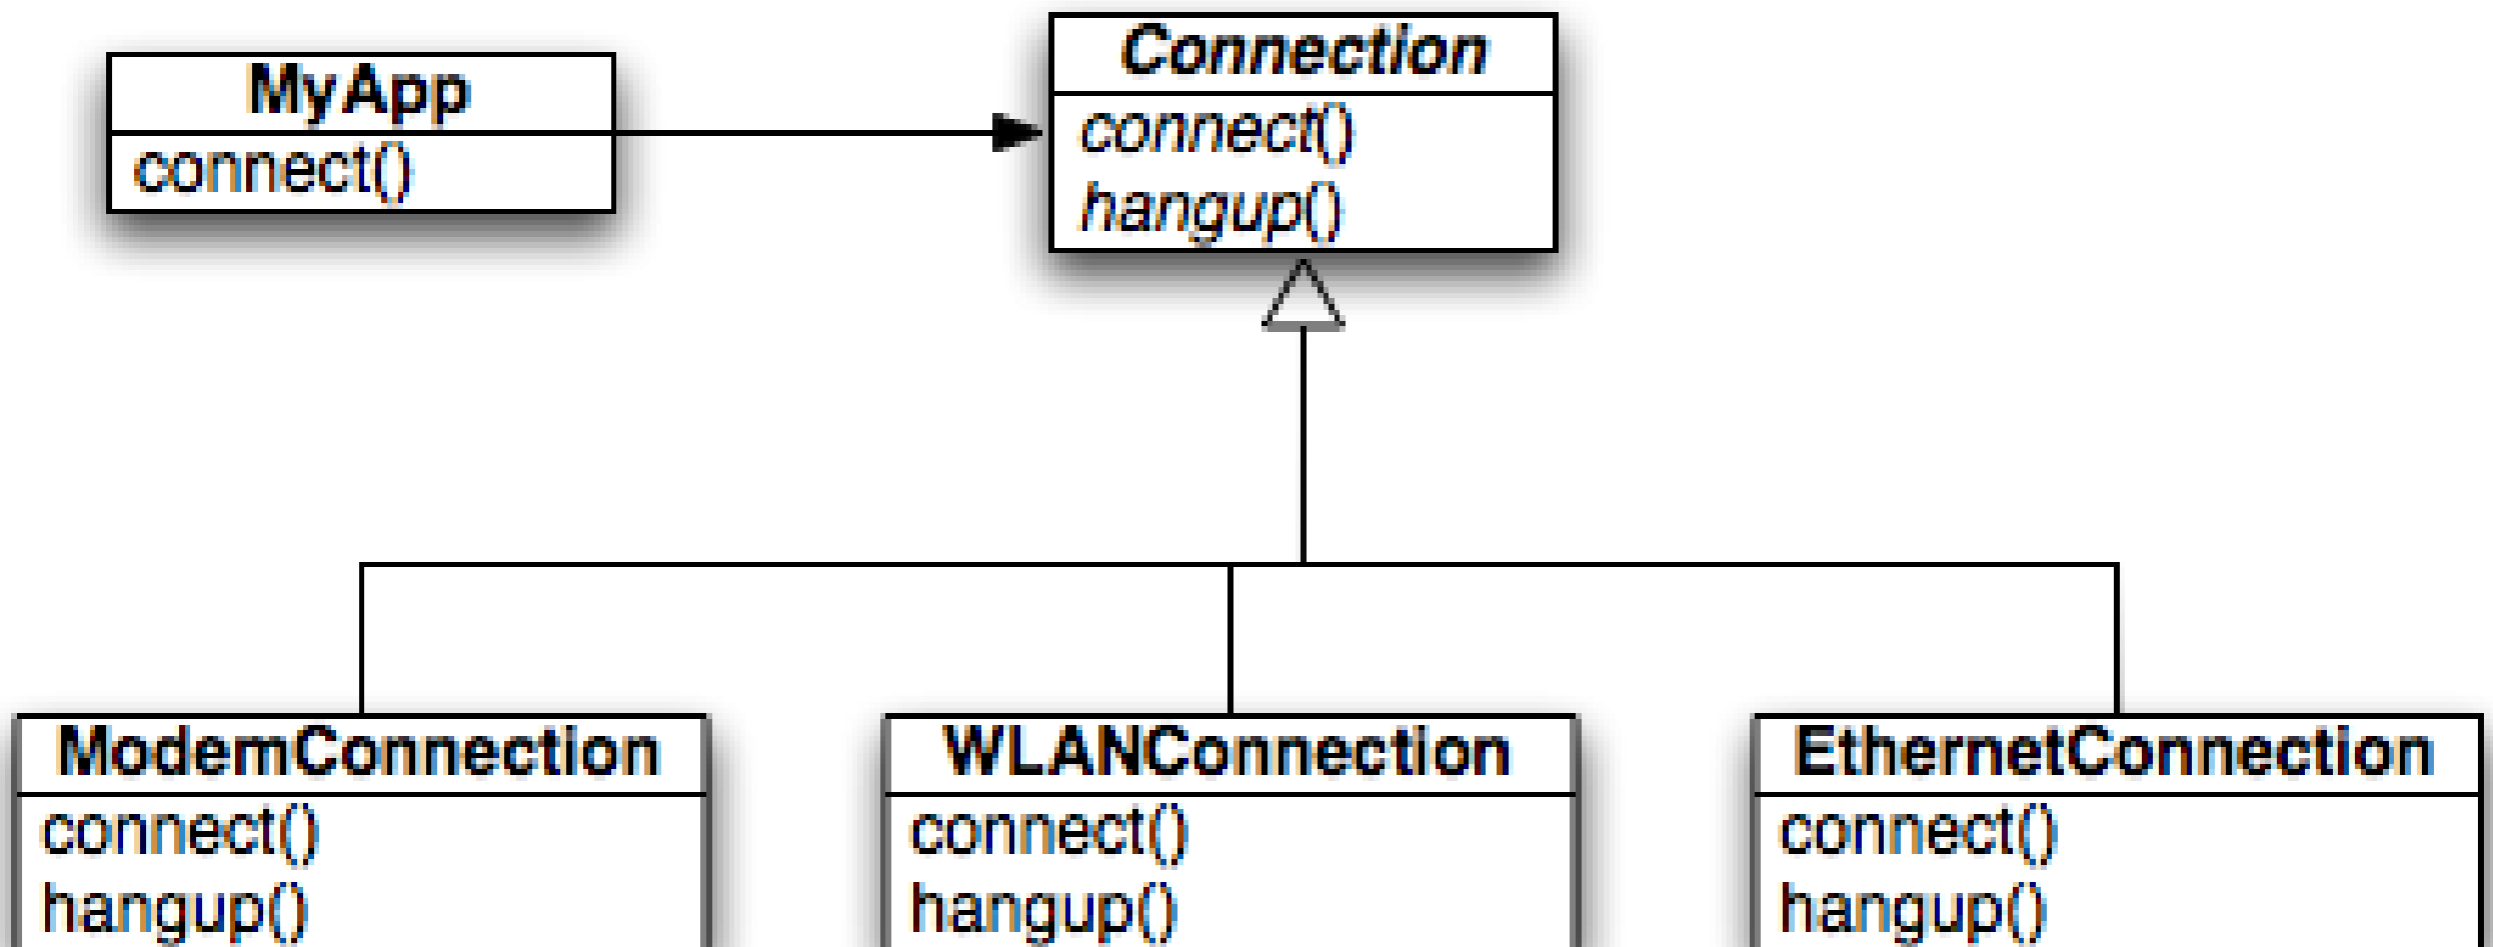 MyApp
connect()
Connection
connect()
hangup()
ModemConnection
connect()
hangup()
WLANConnection
connect()
hangup()
EthernetConnection
connect()
hangup()